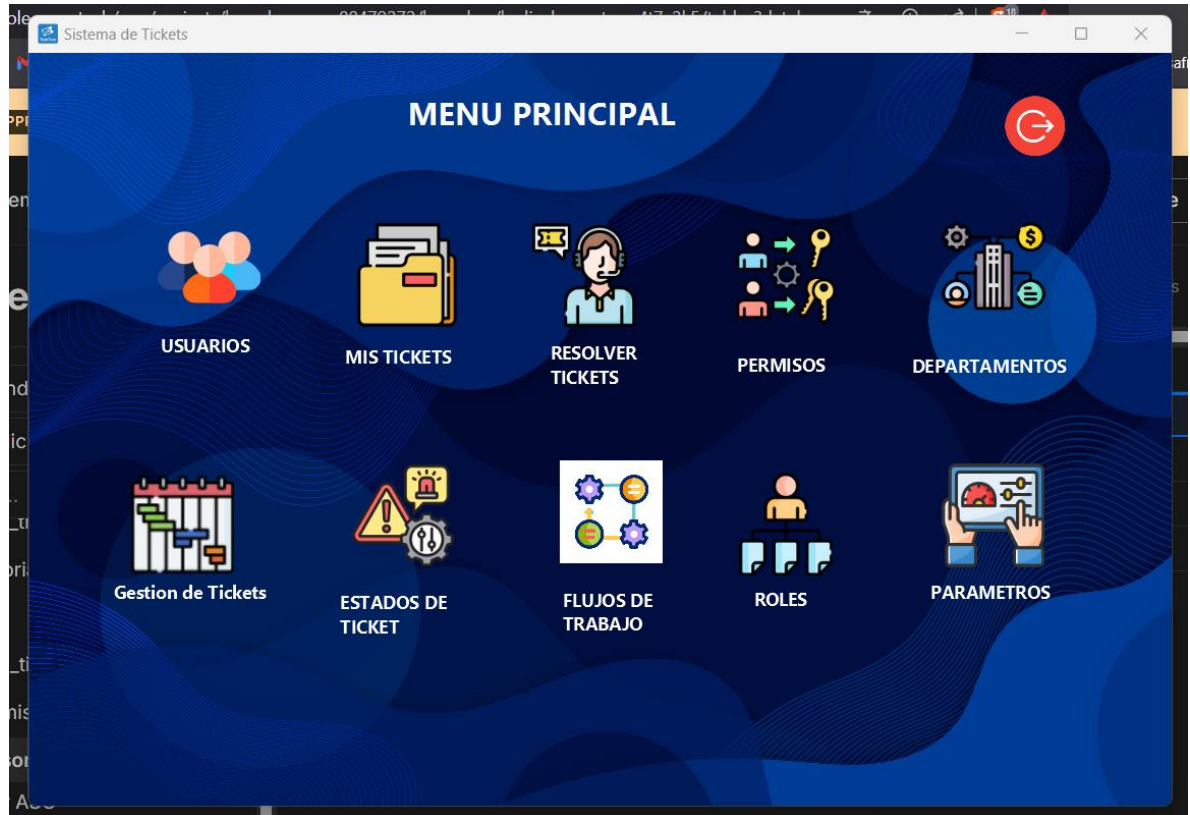 Sistema de Tickets
MENU PRINCIPAL
USUARIOS
MIS TICKETS
RESOLVER
TICKETS
PERMISOS
DEPARTAMENTOS
Gestion de Tickets
ESTADOS DE
TICKET
FLUJOS DE
TRABAJO
ROLES
PARAMETROS